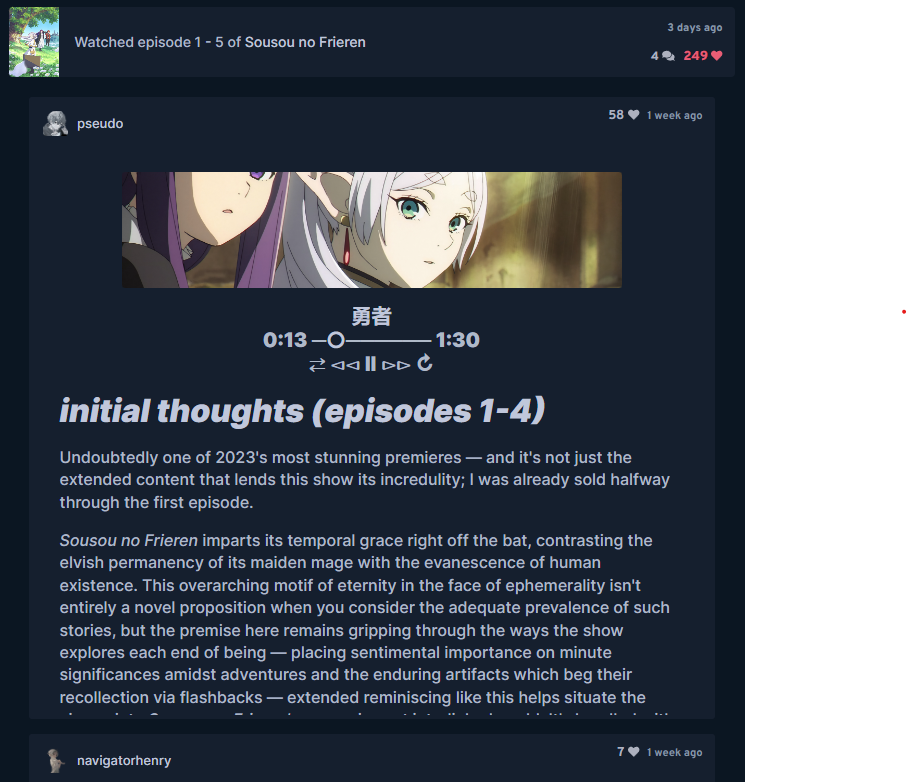 Watched episode 1 - 5 of Sousou no Frieren
3 days ago
4 249
pseudo
58 1 week ago
勇者
0:13 —○———— 1:30
⇄ ◅◅ ⏸ ▻▻ ↻
initial thoughts (episodes 1-4)
Undoubtedly one of 2023's most stunning premieres — and it's not just the
extended content that lends this show its incredulity; I was already sold halfway
through the first episode.
Sousou no Frieren imparts its temporal grace right off the bat, contrasting the
elvish permanency of its maiden mage with the evanescence of human
existence. This overarching motif of eternity in the face of ephemerality isn't
entirely a novel proposition when you consider the adequate prevalence of such
stories, but the premise here remains gripping through the ways the show
explores each end of being — placing sentimental importance on minute
significances amidst adventures and the enduring artifacts which beg their
recollection via flashbacks — extended reminiscing like this helps situate the
navigatorhenry
7 1 week ago